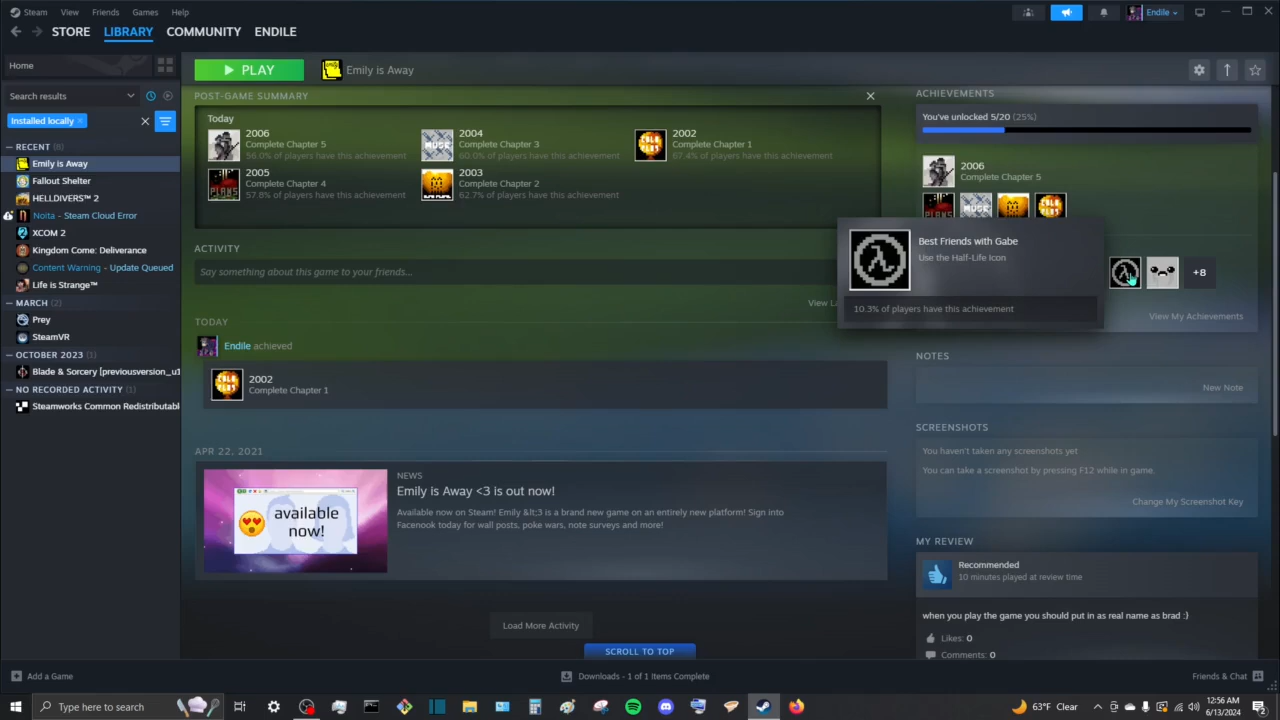 Steam View Friends Games Help
Endile
STORE LIBRARY COMMUNITY ENDILE
Home
Search results
Installed locally
RECENT (8)
Emily is Away
Fallout Shelter
HELLDIVERS™ 2
Noita - Steam Cloud Error
XCOM 2
Kingdom Come: Deliverance
Content Warning - Update Queued
Life is Strange™
MARCH (2)
Prey
SteamVR
OCTOBER 2023 (1)
Blade & Sorcery [previousversion_u1
NO RECORDED ACTIVITY (1)
Steamworks Common Redistributabl
PLAY
Emily is Away
POST-GAME SUMMARY
Today
2006
Complete Chapter 5
56.0% of players have this achievement
2004
Complete Chapter 3
60.0% of players have this achievement
2002
Complete Chapter 1
67.4% of players have this achievement
2005
Complete Chapter 4
57.8% of players have this achievement
2003
Complete Chapter 2
62.7% of players have this achievement
ACTIVITY
Say something about this game to your friends...
View La
TODAY
Endile achieved
2002
Complete Chapter 1
APR 22, 2021
available
now!
NEWS
Emily is Away <3 is out now!
Available now on Steam! Emily &lt;3 is a brand new game on an entirely new platform! Sign into
Facenook today for wall posts, poke wars, note surveys and more!
Load More Activity
SCROLL TO TOP
ACHIEVEMENTS
You've unlocked 5/20 (25%)
2006
Complete Chapter 5
Best Friends with Gabe
Use the Half-Life Icon
10.3% of players have this achievement
+8
View My Achievements
NOTES
New Note
SCREENSHOTS
You haven't taken any screenshots yet
You can take a screenshot by pressing F12 while in game.
Change My Screenshot Key
MY REVIEW
Recommended
10 minutes played at review time
when you play the game you should put in as real name as brad :)
Likes: 0
Comments: 0
Add a Game
Downloads - 1 of 1 Items Complete
Friends & Chat
Type here to search
63°F Clear
12:56 AM
6/13/2024